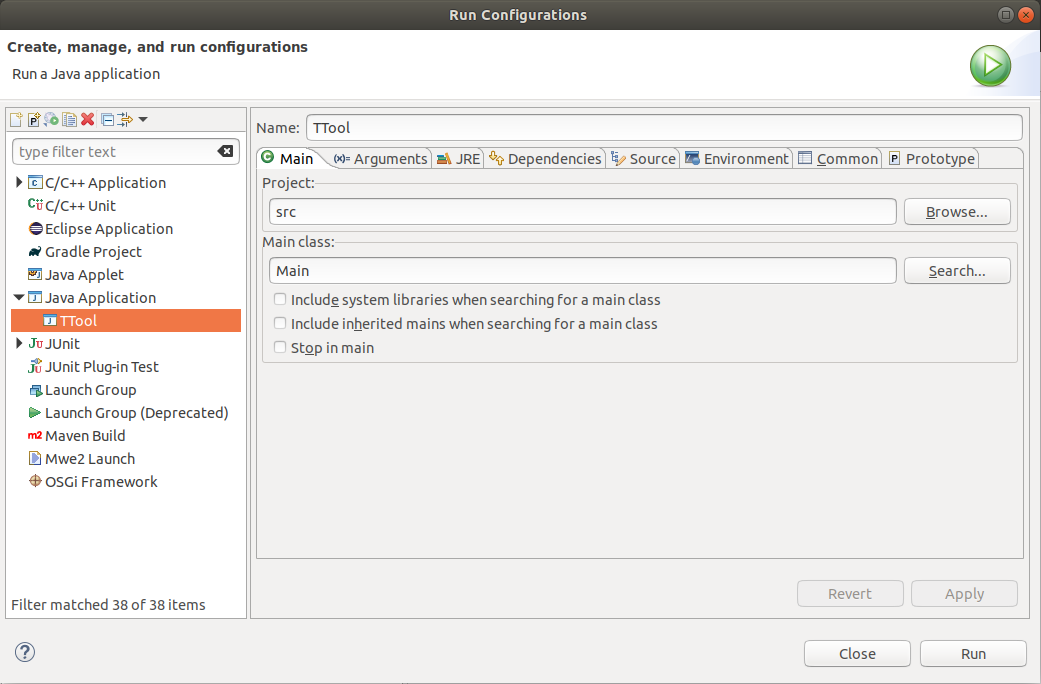 Run Configurations
Create, manage, and run configurations
Run a Java application
type filter text
C/C++ Application
C/C++ Unit
Eclipse Application
Gradle Project
Java Applet
Java Application
TTool
JUnit
JUnit Plug-in Test
Launch Group
Launch Group (Deprecated)
Maven Build
Mwe2 Launch
OSGi Framework
Filter matched 38 of 38 items
Name: TTool
Main (x)= Arguments JRE Dependencies Source Environment Common Prototype
Project:
src Browse...
Main class:
Main Search...
Include system libraries when searching for a main class
Include inherited mains when searching for a main class
Stop in main
Revert Apply
Close Run